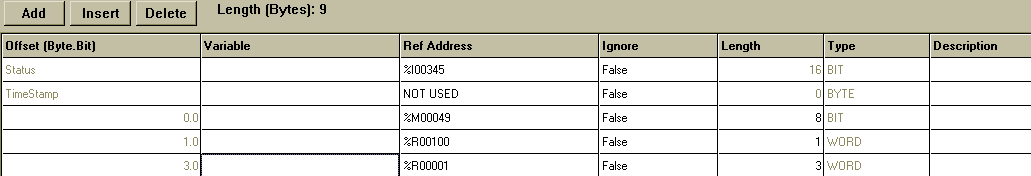 Add Insert Delete Length (Bytes): 9
Offset (Byte.Bit) Variable Ref Address Ignore Length Type Description
Status %I00345 False 16 BIT
TimeStamp NOT USED False 0 BYTE
0.0 %M00049 False 8 BIT
1.0 %R00100 False 1 WORD
3.0 %R00001 False 3 WORD